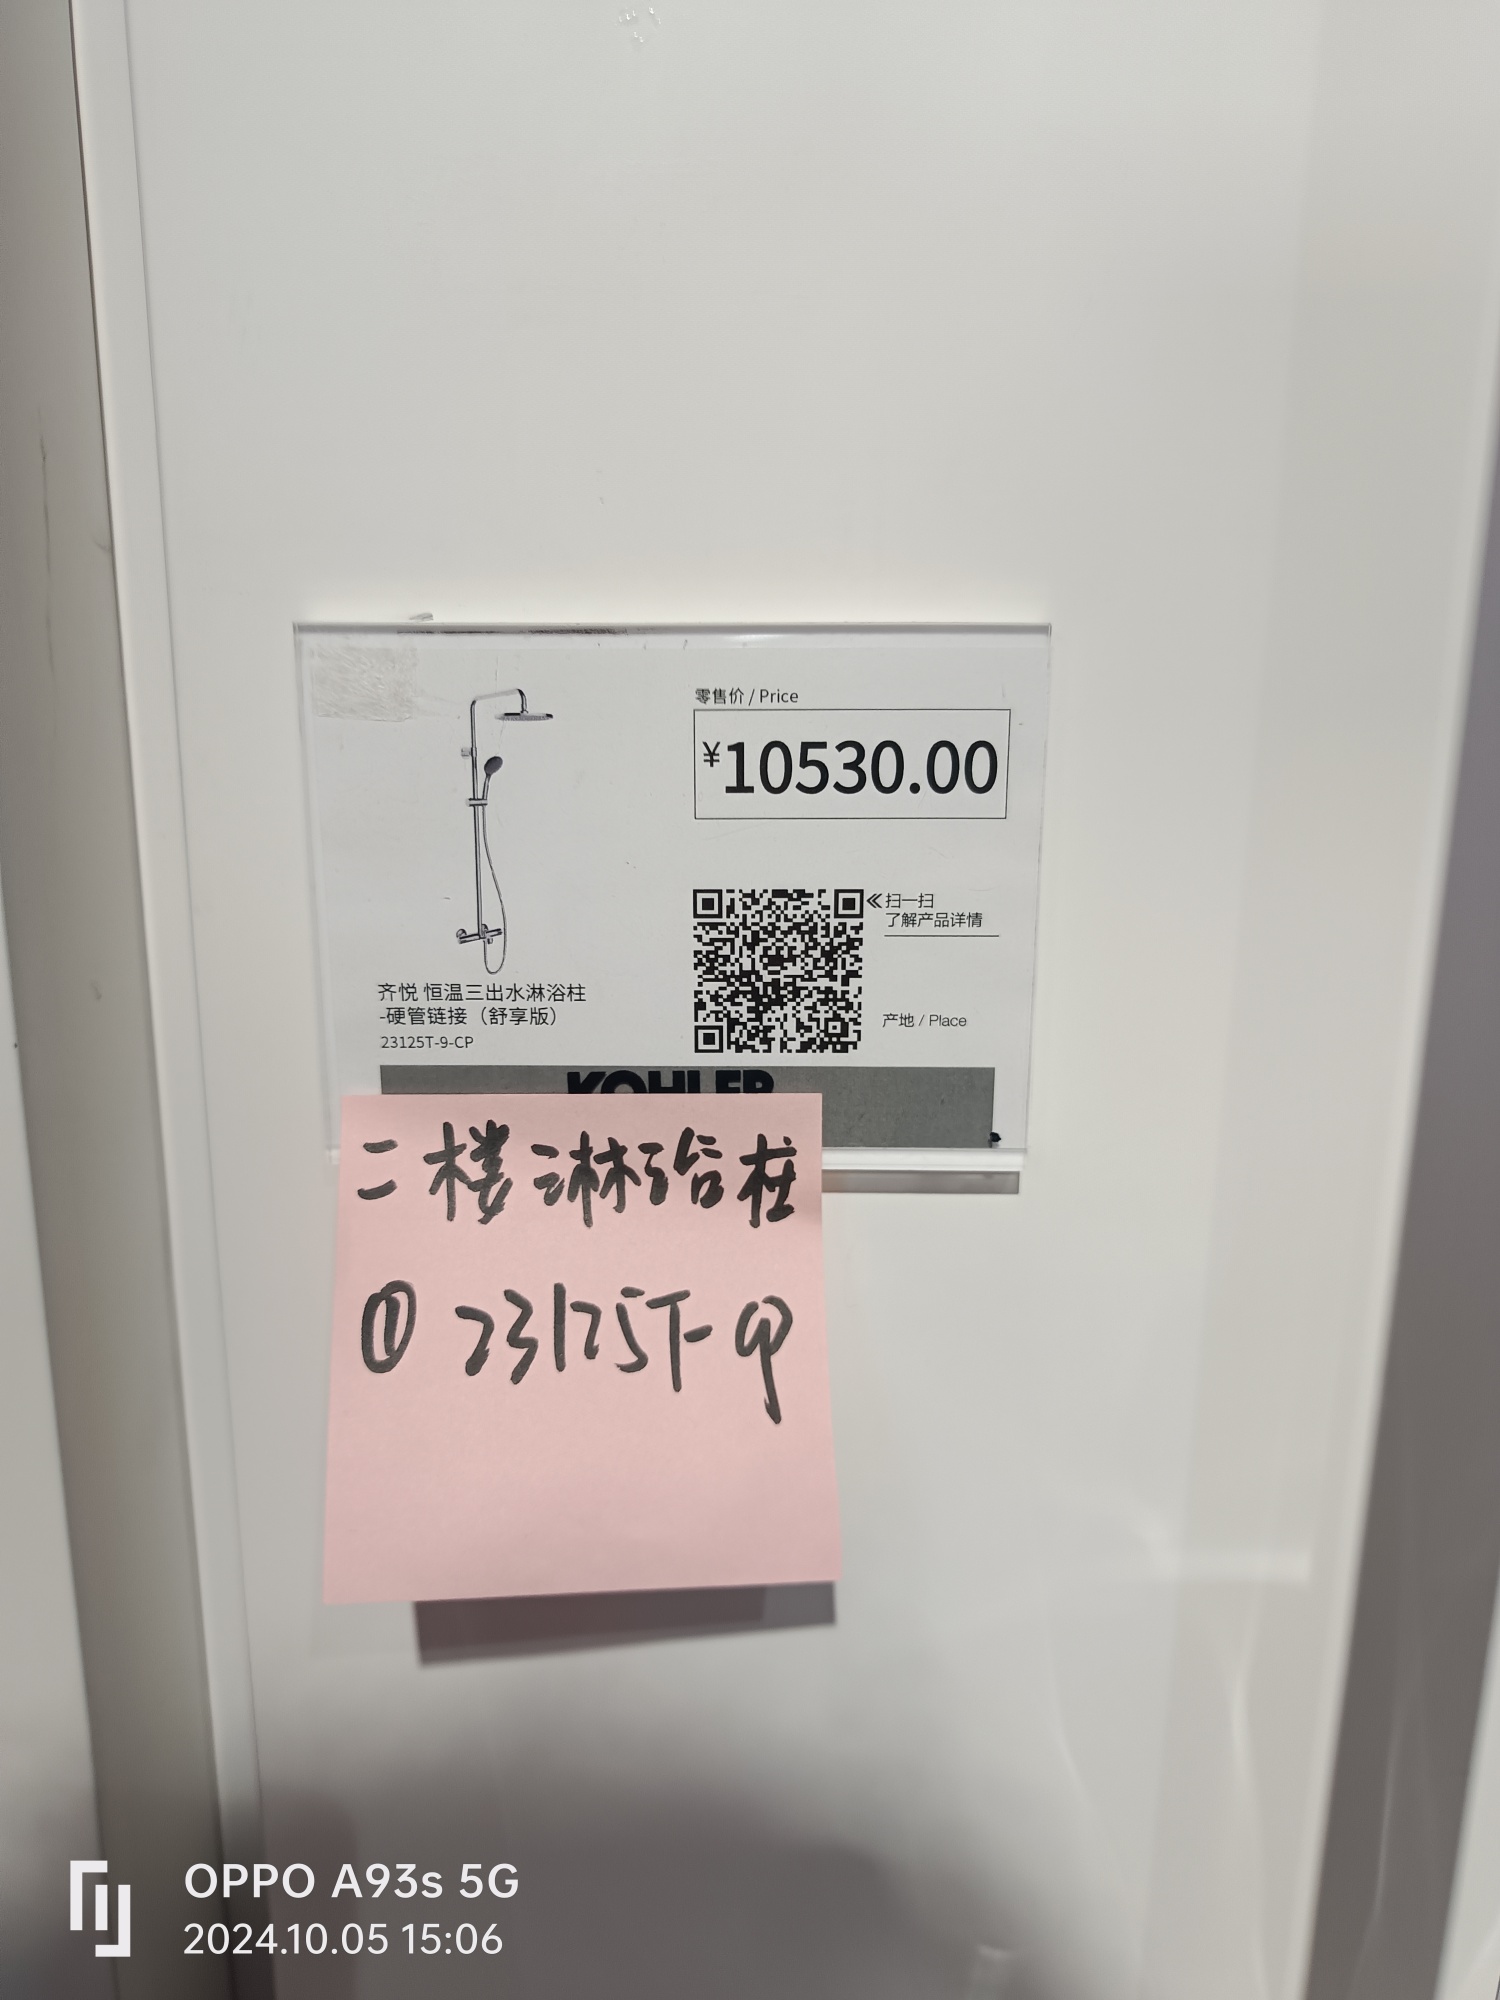 零售价 / Price
¥10530.00
扫一扫
了解产品详情
齐悦 恒温三出水淋浴柱
-硬管链接（舒享版）
23125T-9-CP
产地 / Place
KOHLER
二楼淋浴柱
① 23125T-9
OPPO A93s 5G
2024.10.05 15:06